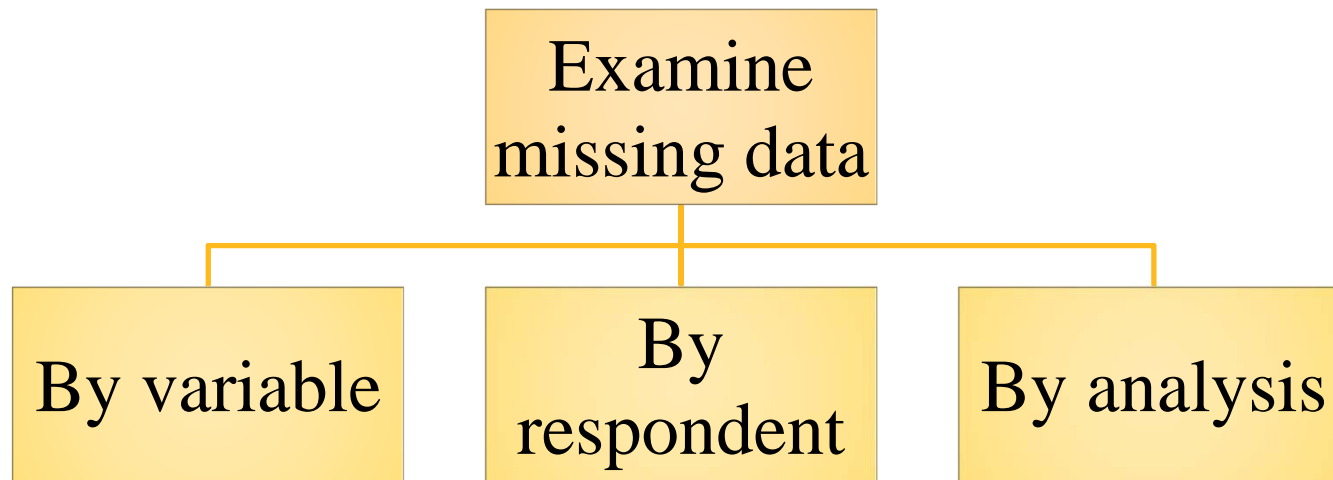 Examine
missing data
By variable
By
respondent
By analysis